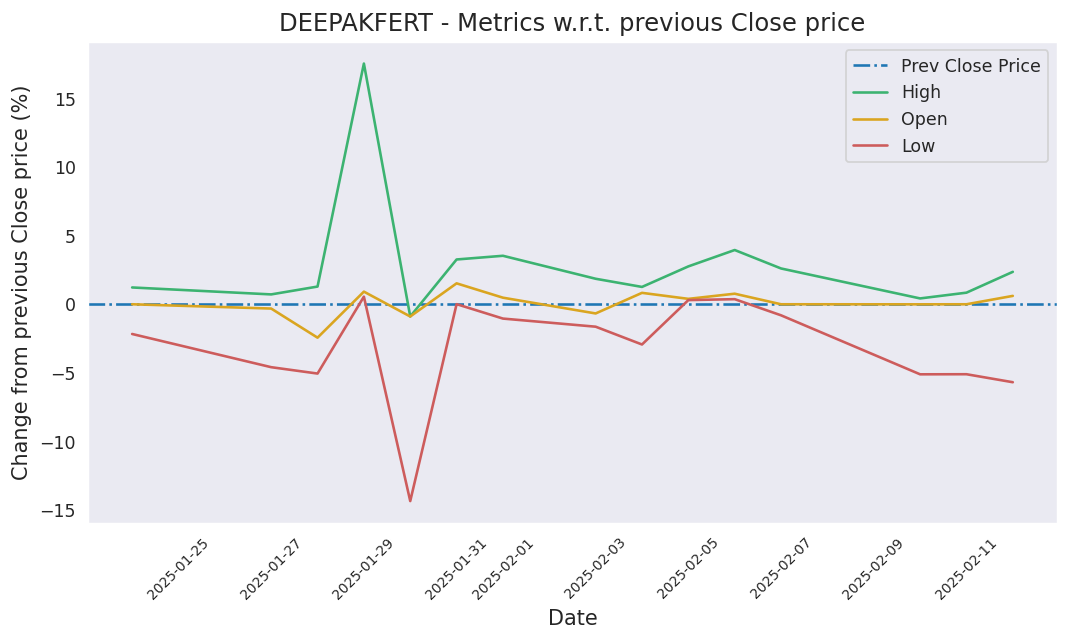 DEEPAKFERT - Metrics w.r.t. previous Close price
Change from previous Close price (%)
15
10
5
0
−5
−10
−15
Prev Close Price
High
Open
Low
2025-01-25
2025-01-27
2025-01-29
2025-01-31
2025-02-01
2025-02-03
2025-02-05
2025-02-07
2025-02-09
2025-02-11
Date